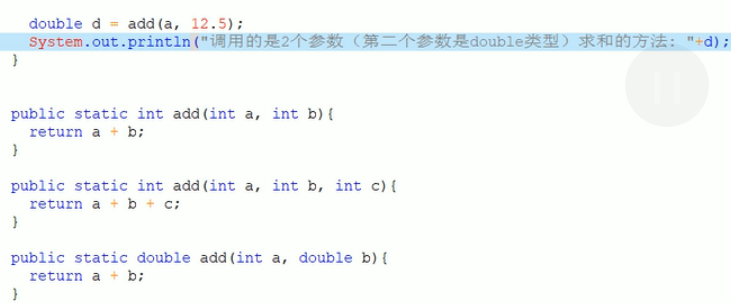 double d = add(a, 12.5);
System.out.println("调用的是2个参数（第二个参数是double类型）求和的方法："+d);
}
public static int add(int a, int b){
return a + b;
}
public static int add(int a, int b, int c){
return a + b + c;
}
public static double add(int a, double b){
return a + b;
}